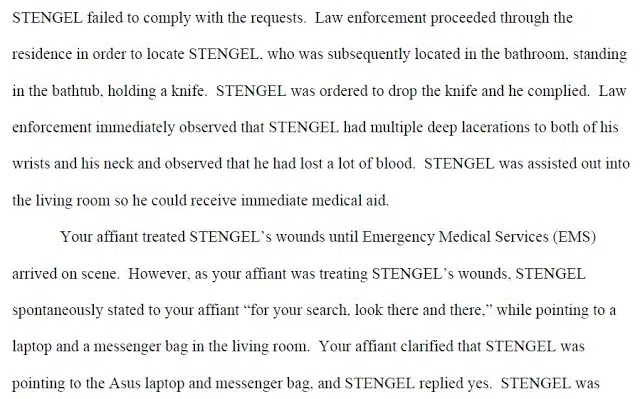 STENGEL failed to comply with the requests.  Law enforcement proceeded through the
residence in order to locate STENGEL, who was subsequently located in the bathroom, standing
in the bathtub, holding a knife.  STENGEL was ordered to drop the knife and he complied.  Law
enforcement immediately observed that STENGEL had multiple deep lacerations to both of his
wrists and his neck and observed that he had lost a lot of blood.  STENGEL was assisted out into
the living room so he could receive immediate medical aid.
Your affiant treated STENGEL's wounds until Emergency Medical Services (EMS)
arrived on scene.  However, as your affiant was treating STENGEL's wounds, STENGEL
spontaneously stated to your affiant “for your search, look there and there,” while pointing to a
laptop and a messenger bag in the living room.  Your affiant clarified that STENGEL was
pointing to the Asus laptop and messenger bag, and STENGEL replied yes.  STENGEL was